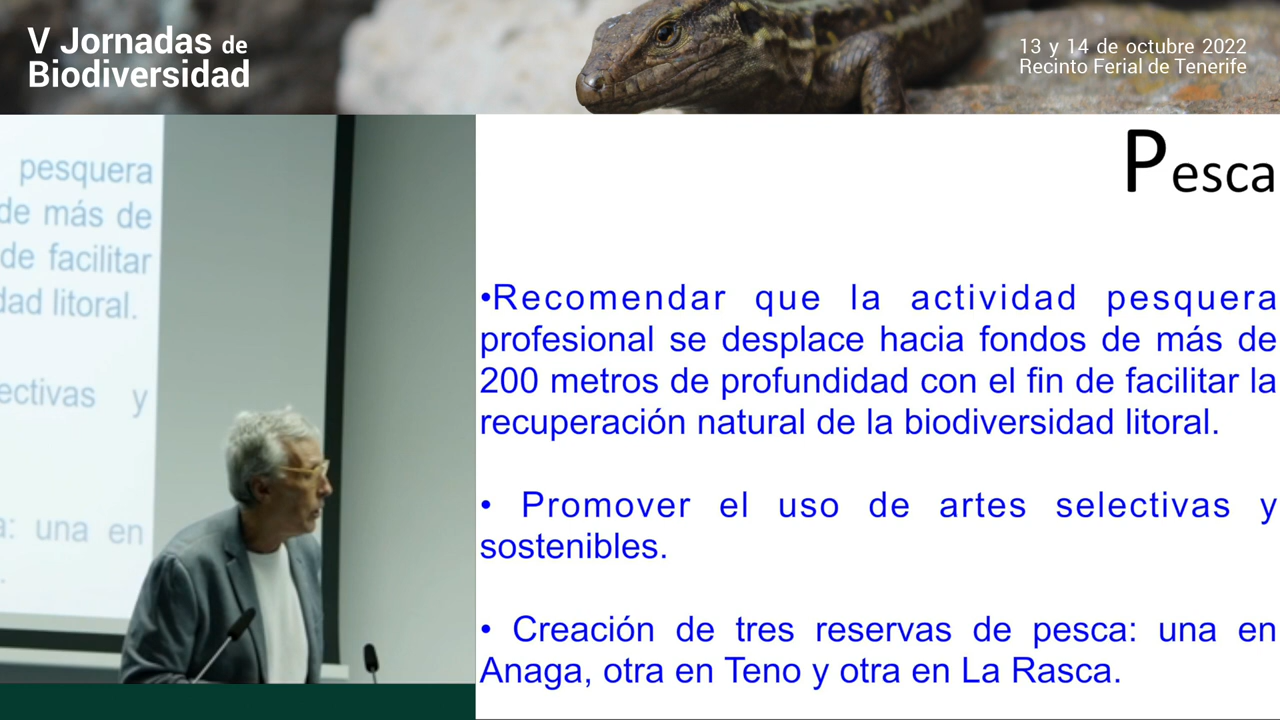 V Jornadas de
Biodiversidad
13 y 14 de octubre 2022
Recinto Ferial de Tenerife
pesquera
de más de
de facilitar
dad litoral.
ectivas y
a: una en
Pesca
•Recomendar que la actividad pesquera
profesional se desplace hacia fondos de más de
200 metros de profundidad con el fin de facilitar la
recuperación natural de la biodiversidad litoral.
• Promover el uso de artes selectivas y
sostenibles.
• Creación de tres reservas de pesca: una en
Anaga, otra en Teno y otra en La Rasca.